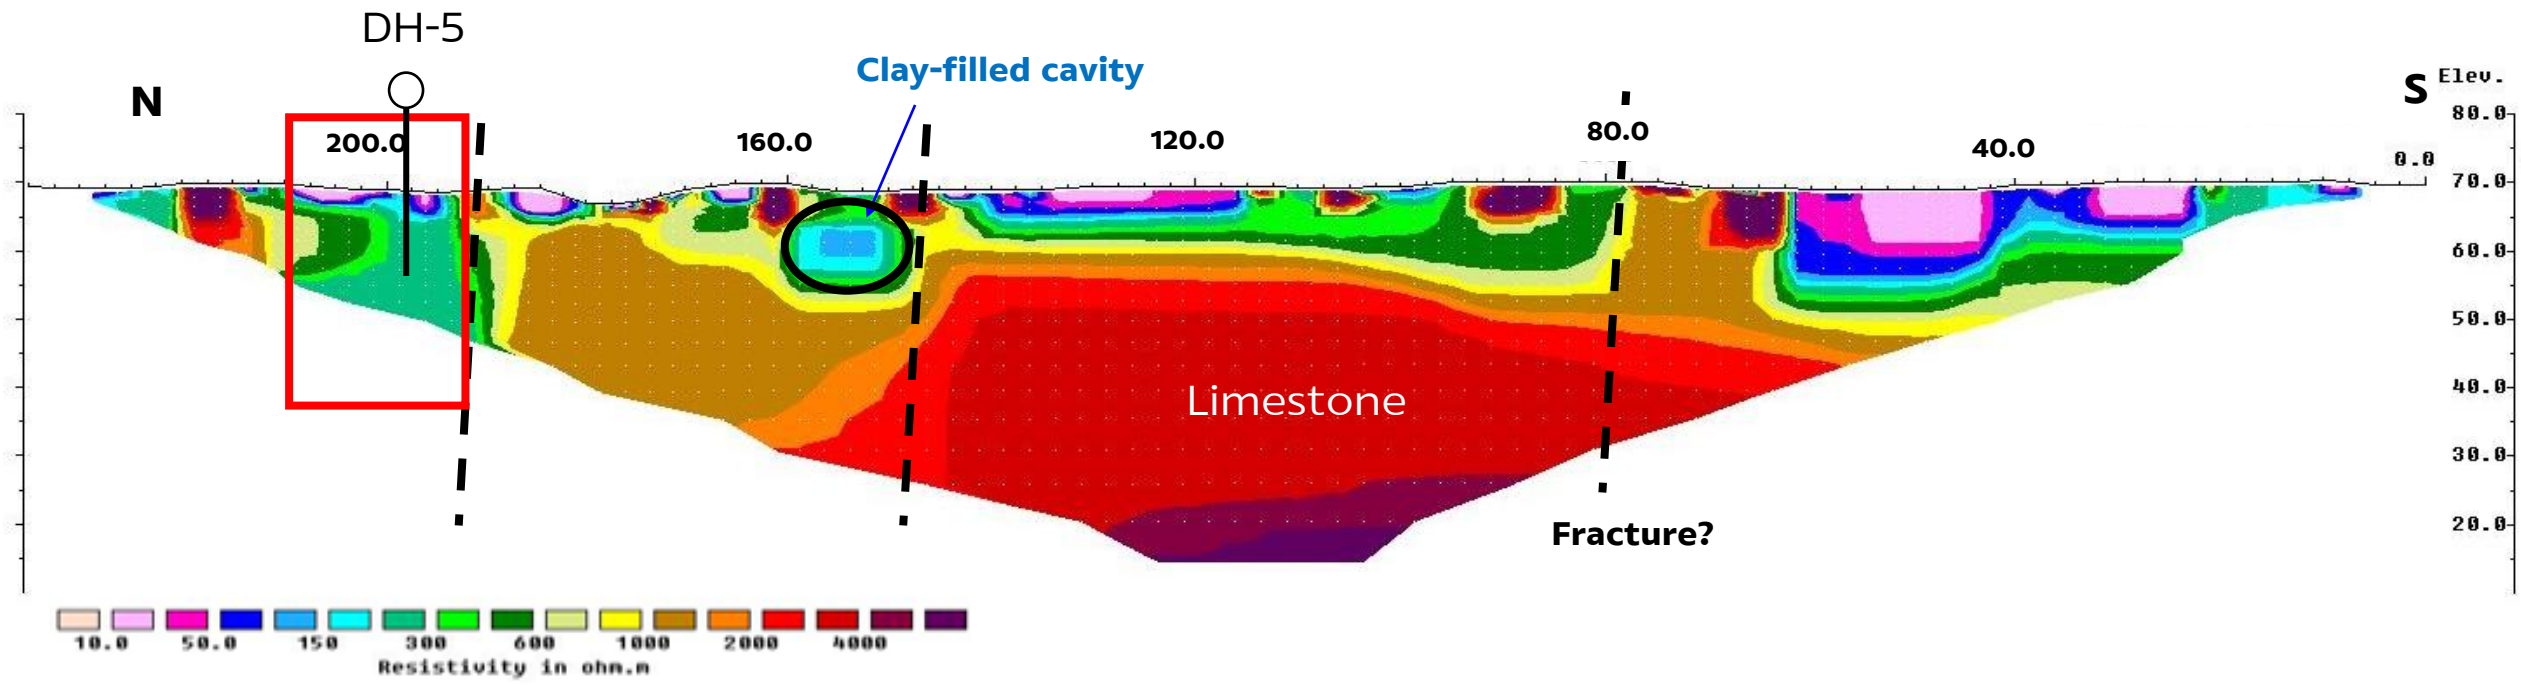 DH-5
Clay-filled cavity
N
S
Elev.
80.0
200.0
160.0
120.0
80.0
40.0
0.0
70.0
60.0
50.0
40.0
30.0
20.0
Limestone
Fracture?
10.0 50.0 150 300 600 1000 2000 4000
Resistivity in ohm.m